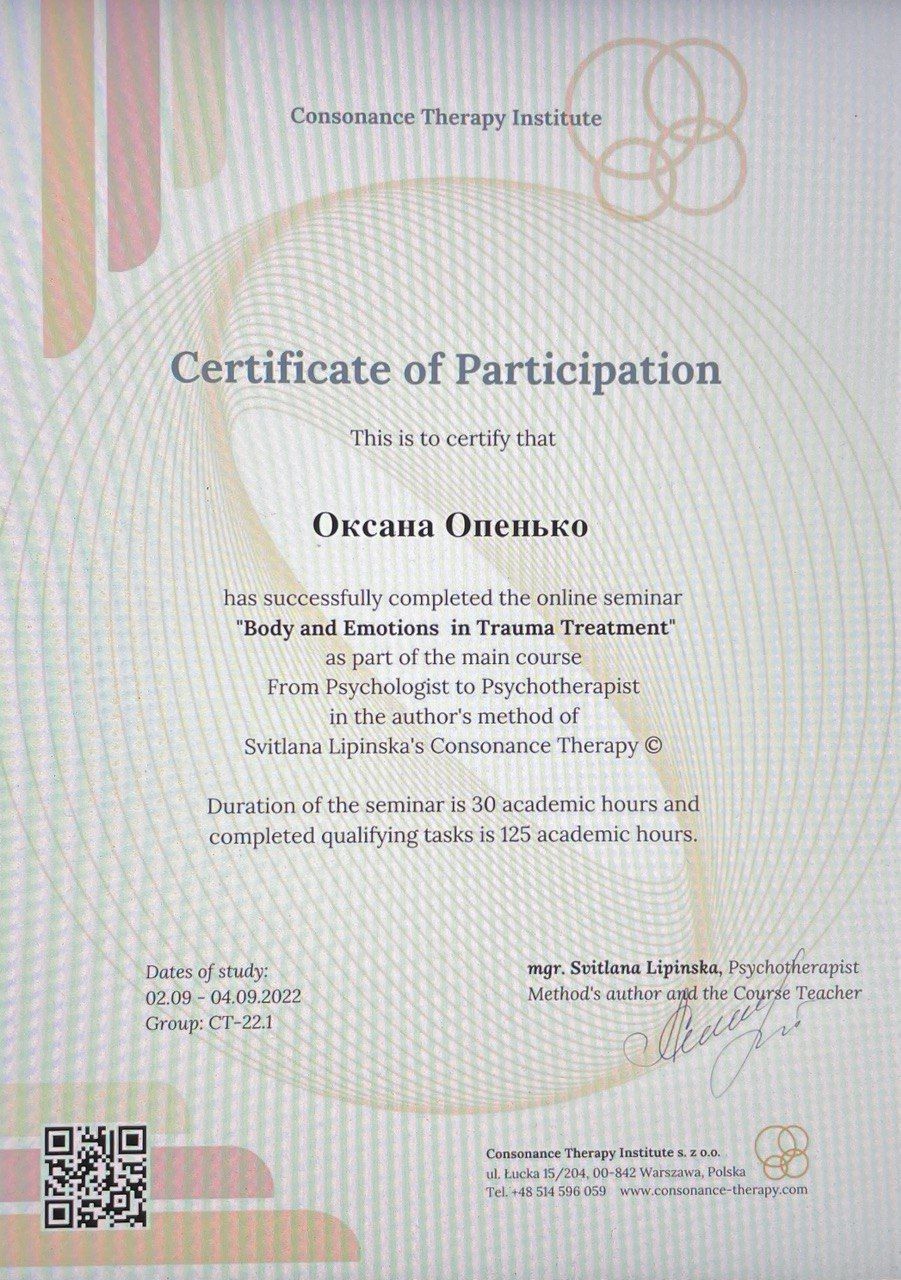 Consonance Therapy Institute
Certificate of Participation
This is to certify that
Оксана Опенько
has successfully completed the online seminar
"Body and Emotions in Trauma Treatment"
as part of the main course
From Psychologist to Psychotherapist
in the author's method of
Svitlana Lipinska's Consonance Therapy ©
Duration of the seminar is 30 academic hours and
completed qualifying tasks is 125 academic hours.
Dates of study:
02.09 - 04.09.2022
Group: CT-22.1
mgr. Svitlana Lipinska, Psychotherapist
Method's author and the Course Teacher
Consonance Therapy Institute s. z o.o.
ul. Łucka 15/204, 00-842 Warszawa, Polska
Tel. +48 514 596 059 www.consonance-therapy.com